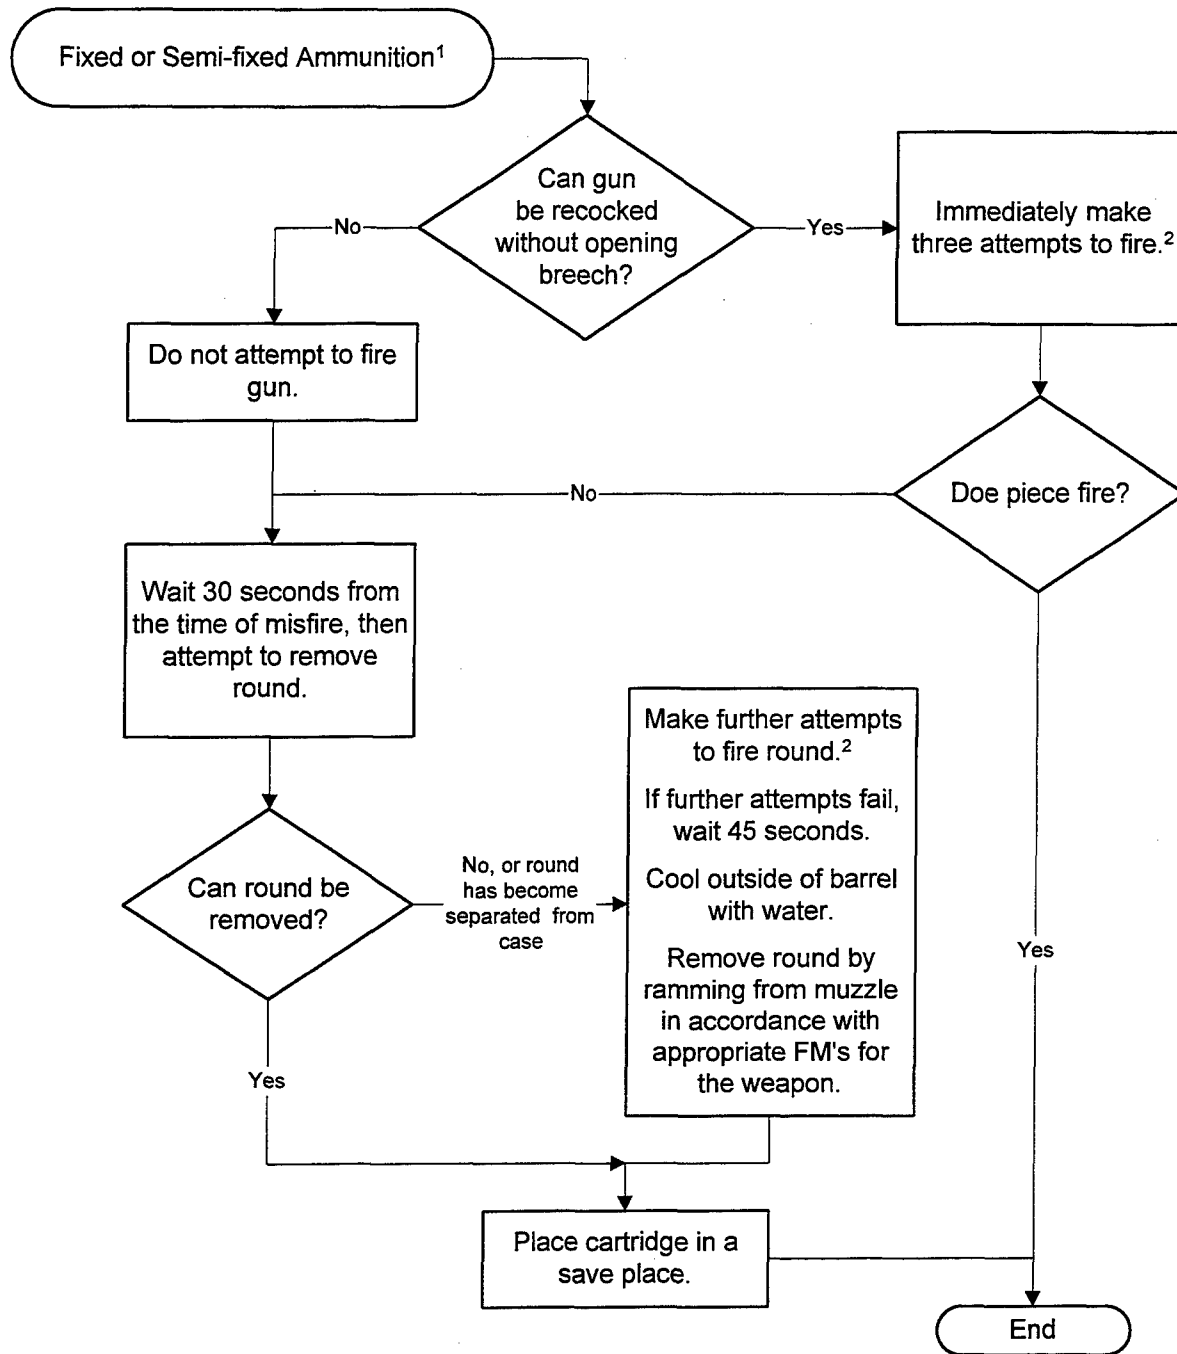 Fixed or Semi-fixed Ammunition¹
Can gun
be recocked
without opening
breech?
No
Yes
Immediately make
three attempts to fire.²
Do not attempt to fire
gun.
Doe piece fire?
No
Wait 30 seconds from
the time of misfire, then
attempt to remove
round.
Make further attempts
to fire round.²
If further attempts fail,
wait 45 seconds.
Cool outside of barrel
with water.
Remove round by
ramming from muzzle
in accordance with
appropriate FM's for
the weapon.
Can round be
removed?
No, or round
has become
separated from
case
Yes
Yes
Place cartridge in a
save place.
End